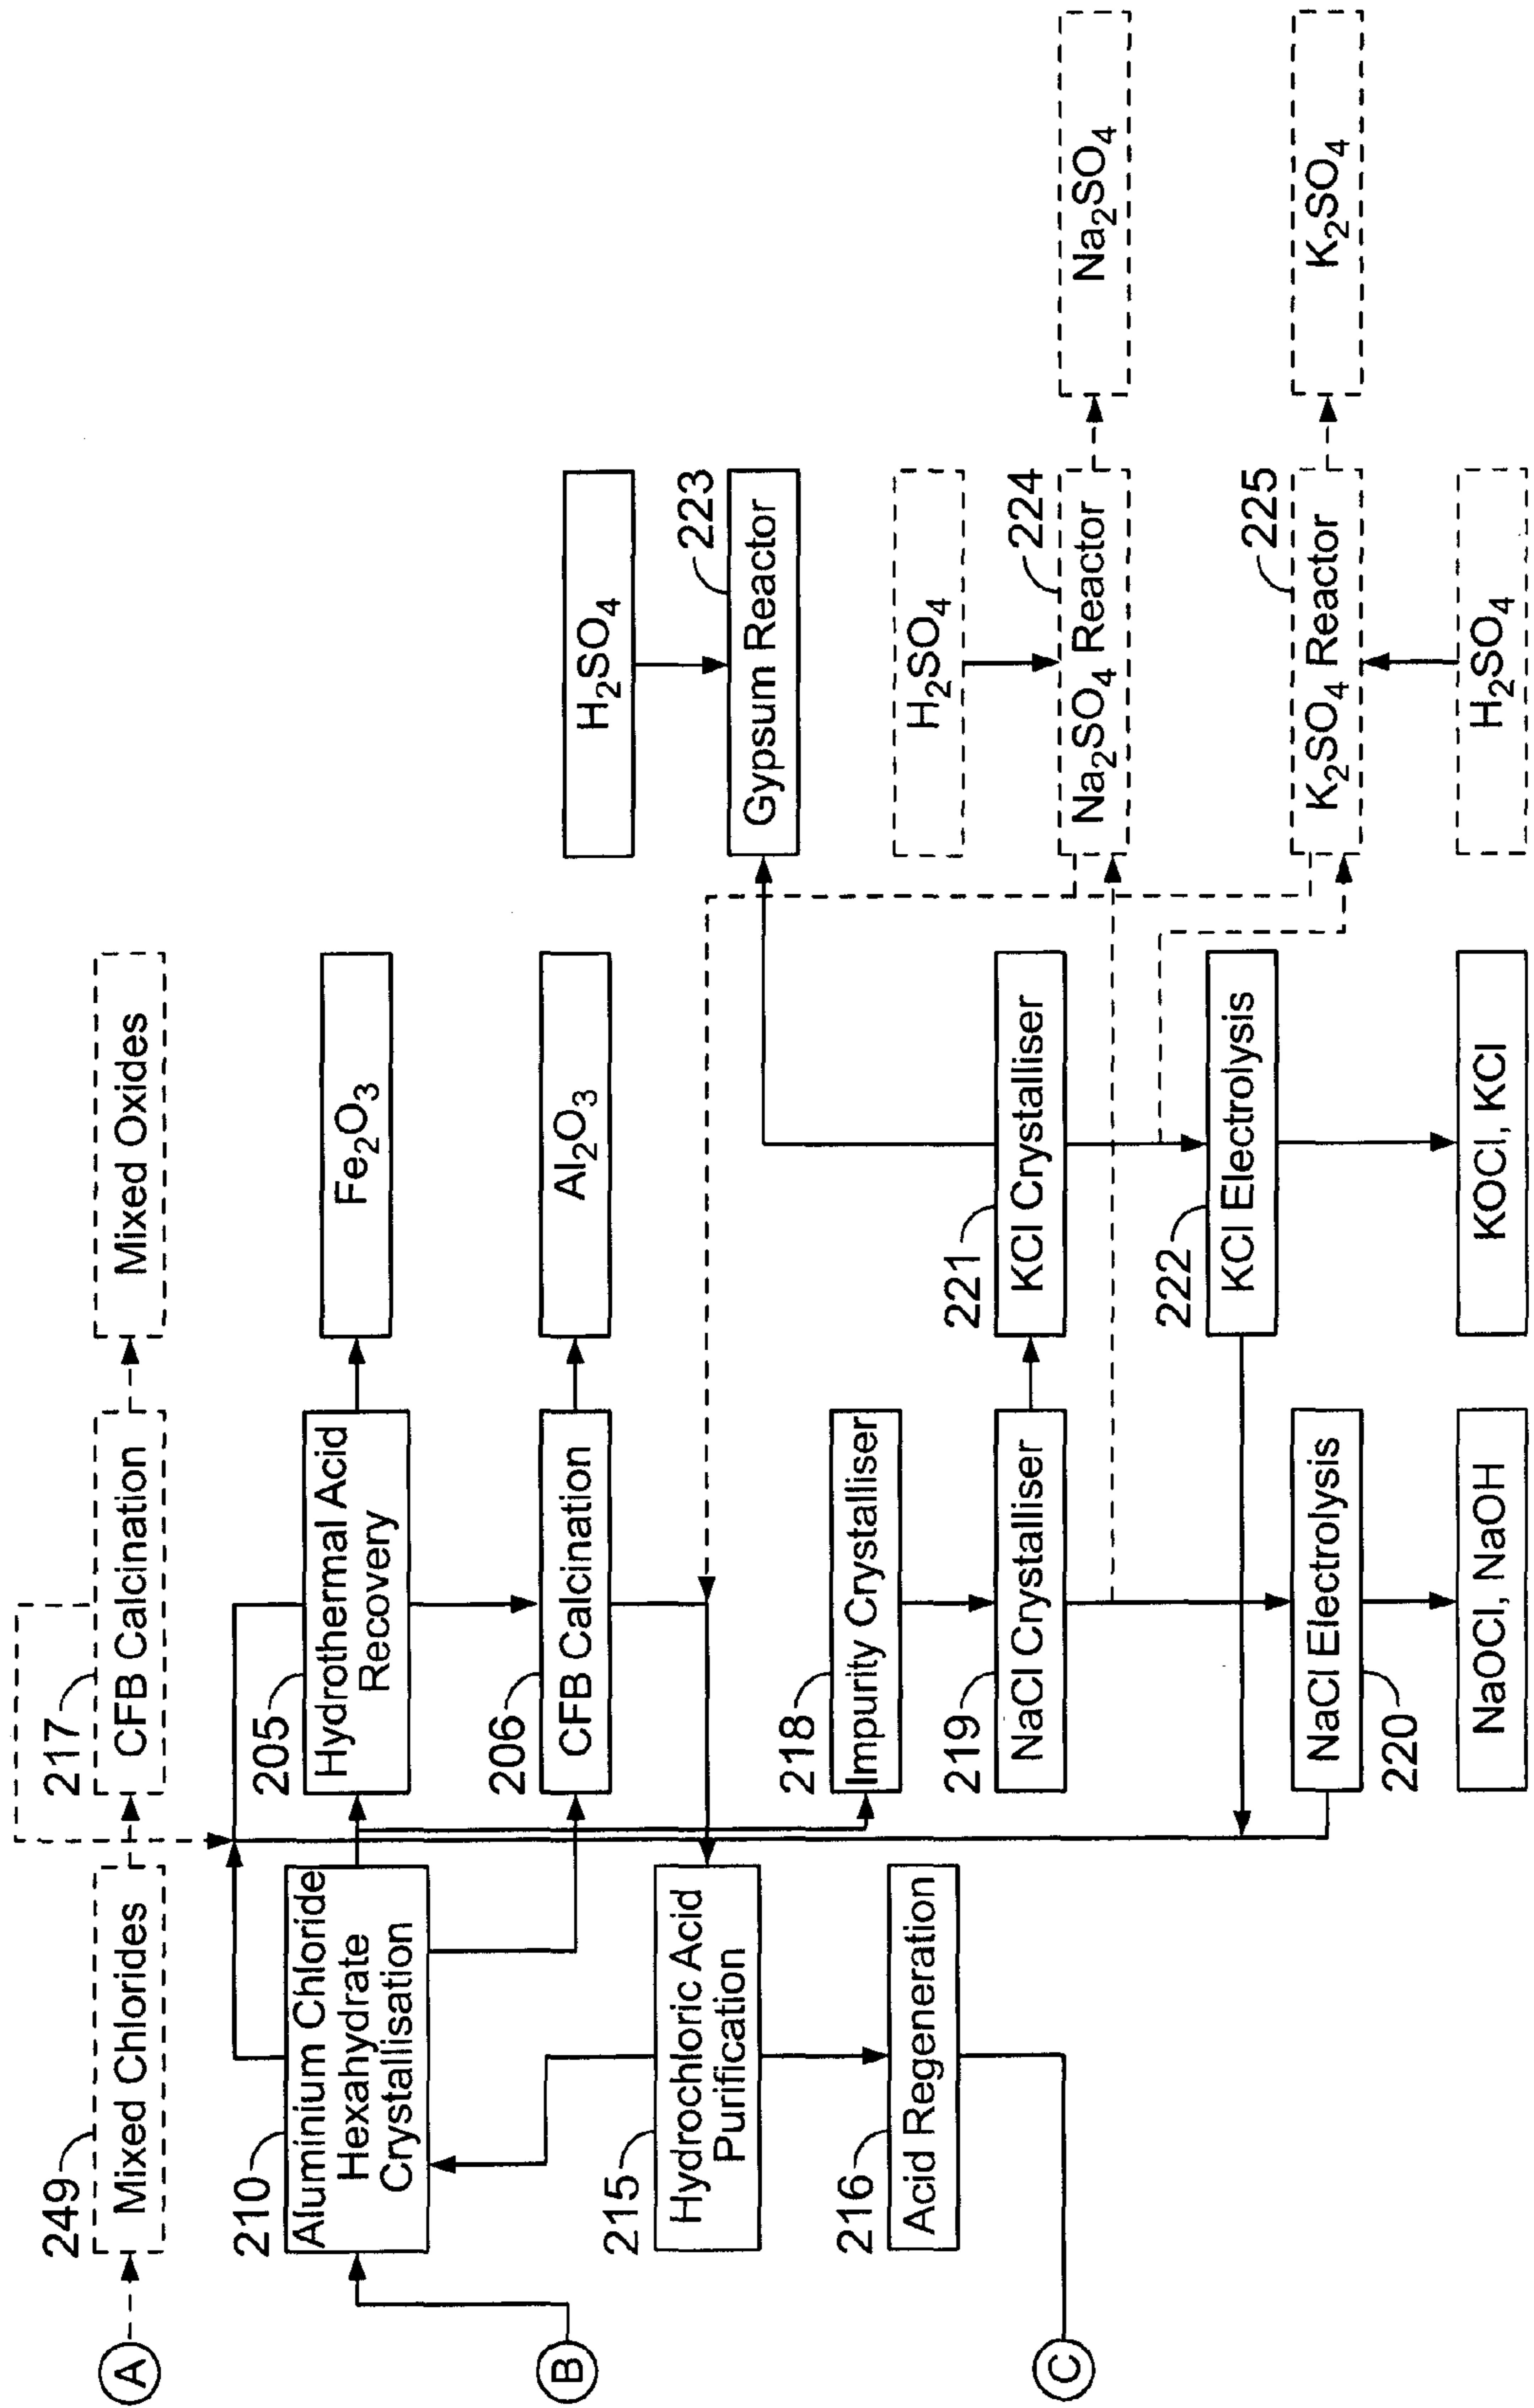 A
249
Mixed Chlorides
217
CFB Calcination
Mixed Oxides
210
Aluminium Chloride
Hexahydrate
Crystallisation
205
Hydrothermal Acid
Recovery
Fe₂O₃
B
206
CFB Calcination
Al₂O₃
H₂SO₄
215
Hydrochloric Acid
Purification
223
Gypsum Reactor
216
Acid Regeneration
218
Impurity Crystalliser
H₂SO₄
C
219
NaCl Crystalliser
221
KCl Crystalliser
224
Na₂SO₄ Reactor
Na₂SO₄
222
KCl Electrolysis
NaCl Electrolysis
220
225
K₂SO₄ Reactor
K₂SO₄
NaOCl, NaOH
KOCl, KCl
H₂SO₄